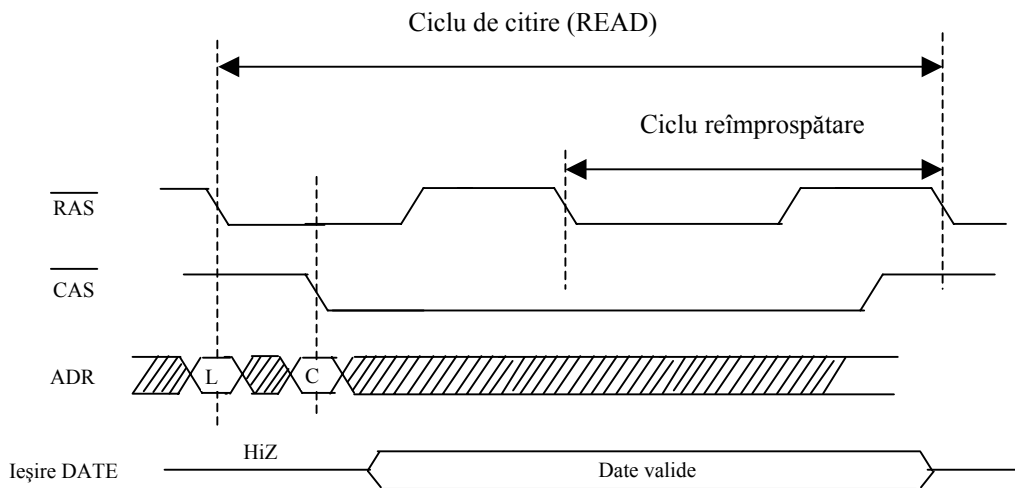 Ciclu de citire (READ)
Ciclu reîmprospătare
RAS
CAS
ADR
L
C
HiZ
Ieşire DATE
Date valide